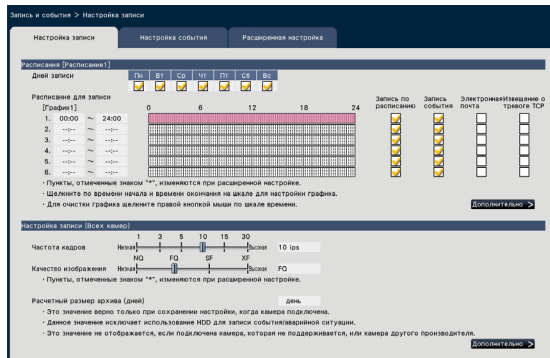 Запись и события > Настройка записи
Настройка записи Настройка события Расширенная настройка
Расписания [Расписание1]
Дней записи Пн Вт Ср Чт Пт Сб Вс
Расписание для записи Запись по расписанию Запись события Электронная почта Извещение о тревоге TCP
[График1] 0 6 12 18 24
1. 00:00 ~ 24:00
2. --:-- ~ --:--
3. --:-- ~ --:--
4. --:-- ~ --:--
5. --:-- ~ --:--
6. --:-- ~ --:--
· Пункты, отмеченные знаком "*", изменяются при расширенной настройке.
· Щелкните по времени начала и времени окончания на шкале для настройки графика.
· Для очистки графика щелкните правой кнопкой мыши по шкале времени.
Дополнительно >
Настройка записи (Всех камер)
1 3 5 10 15 30
Частота кадров Низкая Высокая 10 ips
NQ FQ SF XF
Качество изображения Низкая Высокая FQ
· Пункты, отмеченные знаком "*", изменяются при расширенной настройке.
Расчетный размер архива (дней) день
· Это значение верно только при сохранении настройки, когда камера подключена.
· Данное значение исключает использование HDD для записи события/аварийной ситуации.
· Это значение не отображается, если подключена камера, которая не поддерживается, или камера другого производителя.
Дополнительно >